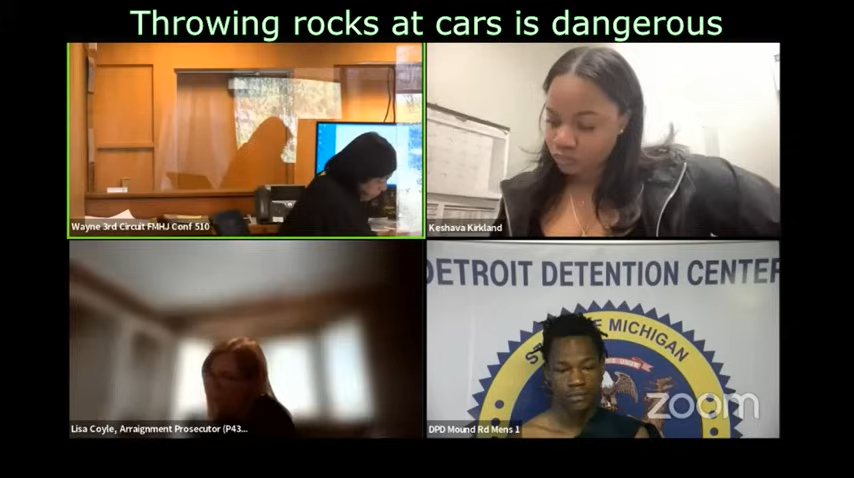 Throwing rocks at cars is dangerous
Wayne 3rd Circuit FMHJ Conf 510
Keshava Kirkland
DETROIT DETENTION CENTER
MICHIGAN
Lisa Coyle, Arraignment Prosecutor (P43...
zoom
DPD Mound Rd Mens 1